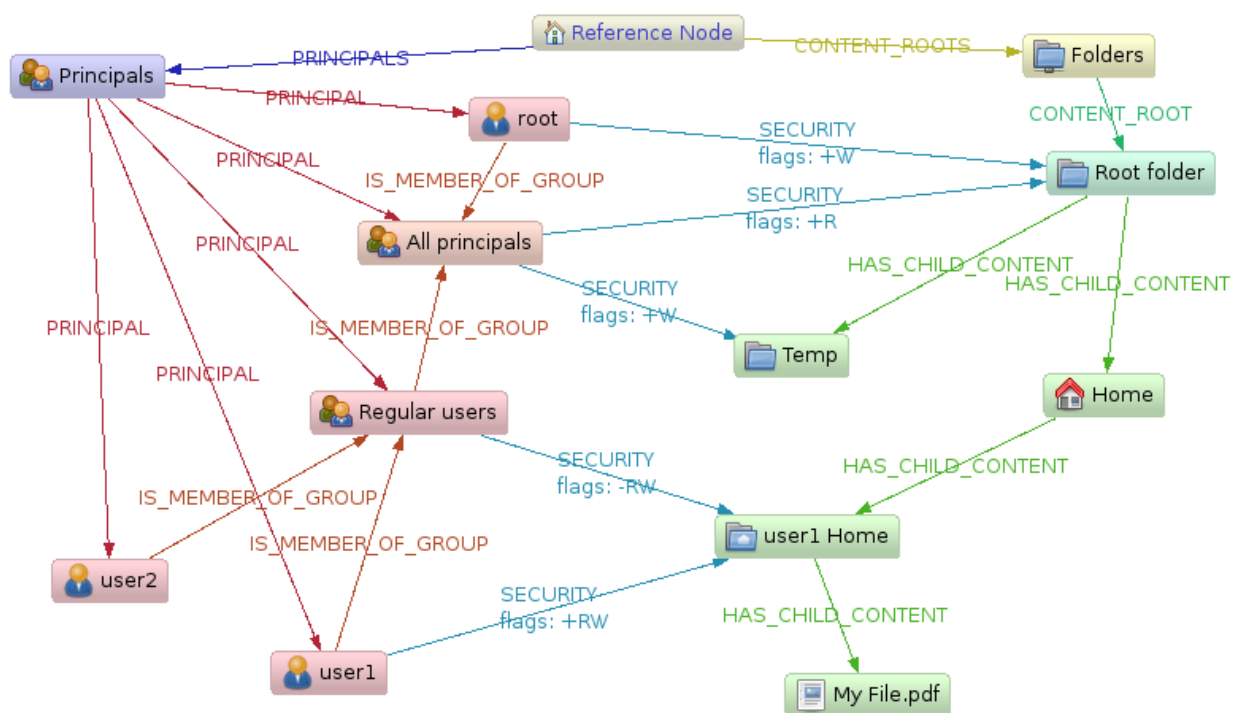 Reference Node
PRINCIPALS
CONTENT_ROOTS
Folders
Principals
PRINCIPAL
root
CONTENT_ROOT
SECURITY
flags: +W
PRINCIPAL
IS_MEMBER_OF_GROUP
Root folder
SECURITY
flags: +R
PRINCIPAL
All principals
HAS_CHILD_CONTENT
HAS_CHILD_CONTENT
SECURITY
flags: +W
PRINCIPAL
IS_MEMBER_OF_GROUP
Temp
PRINCIPAL
Home
Regular users
SECURITY
flags: -RW
HAS_CHILD_CONTENT
IS_MEMBER_OF_GROUP
user1 Home
IS_MEMBER_OF_GROUP
user2
SECURITY
flags: +RW
HAS_CHILD_CONTENT
user1
My File.pdf